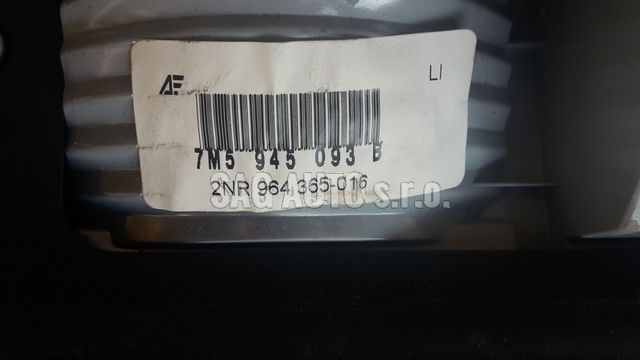 AE
LI
7M5 945 093 B
2NR 964 365-016
SAG AUTO s.r.o.